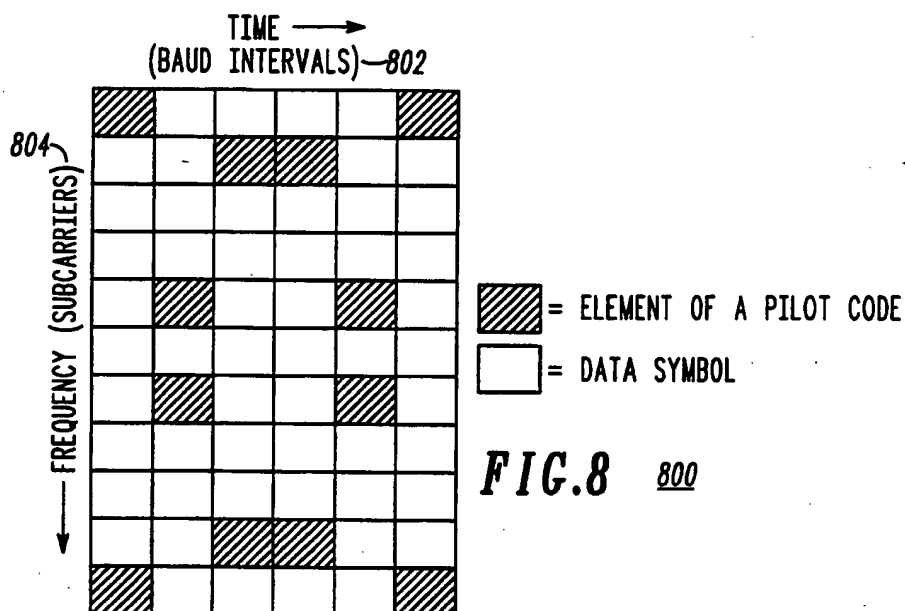 TIME
(BAUD INTERVALS) 802
804
FREQUENCY (SUBCARRIERS)
= ELEMENT OF A PILOT CODE
= DATA SYMBOL
FIG.8 800